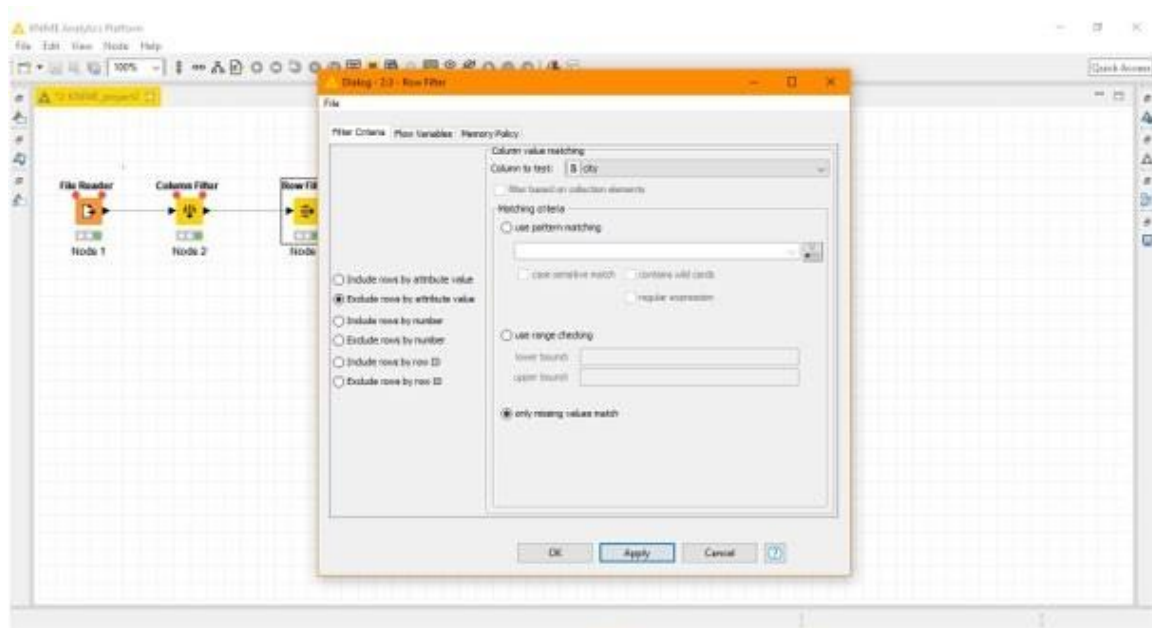 KNIME Analytics Platform
File Edit View Node Help
100%
Quick Access
Dialog - 2:3 - Row Filter
File
Filter Criteria Flow Variables Memory Policy
Column value matching
Column to test: S city
filter based on collection elements
Matching criteria
use pattern matching
case sensitive match contains wild cards
regular expression
Include rows by attribute value
Exclude rows by attribute value
Include rows by number
Exclude rows by number
Include rows by row ID
Exclude rows by row ID
use range checking
lower bound:
upper bound:
only missing values match
OK Apply Cancel ?
File Reader
Node 1
Column Filter
Node 2
Row Fil
Node